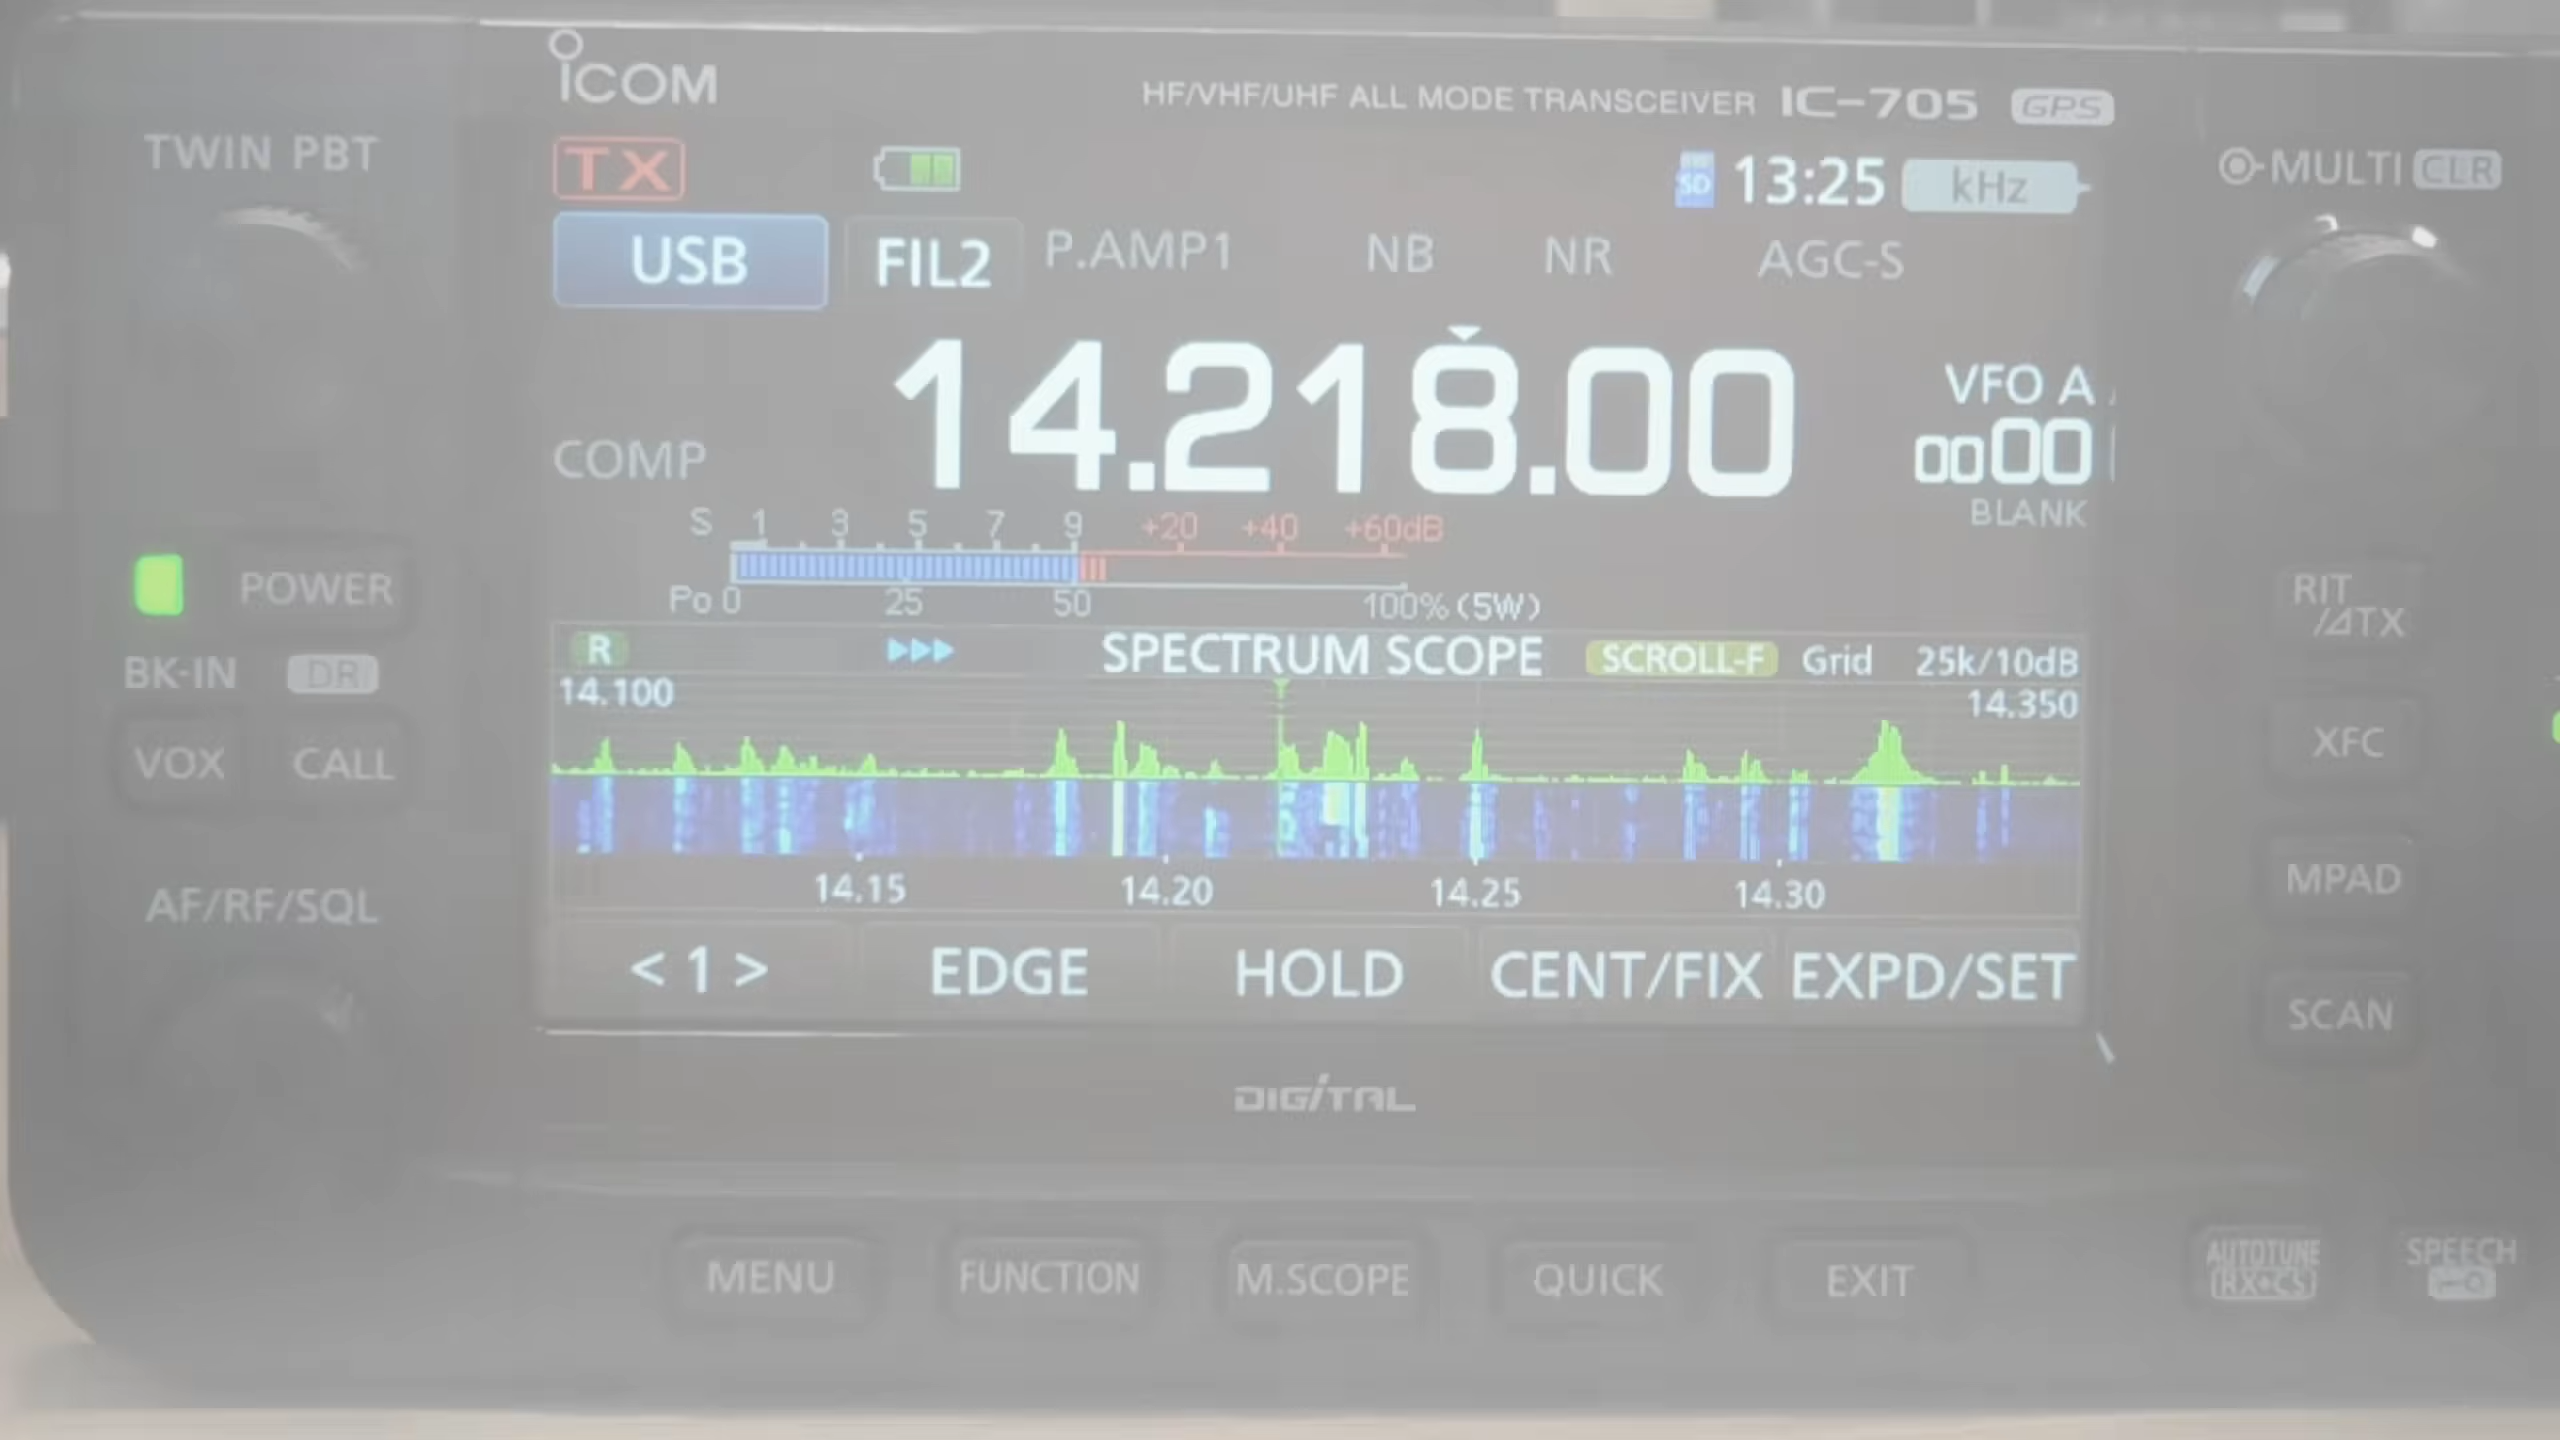 iCOM
HF/VHF/UHF ALL MODE TRANSCEIVER IC-705 GPS
TWIN PBT
TX
SD 13:25 kHz
MULTI CLR
USB FIL2 P.AMP1 NB NR AGC-S
14.218.00
VFO A
0000
BLANK
COMP
S 1 3 5 7 9 +20 +40 +60dB
Po 0 25 50 100% (5W)
POWER
RIT
/⊿TX
R SPECTRUM SCOPE SCROLL-F Grid 25k/10dB
14.100 14.350
BK-IN DR
VOX CALL
XFC
14.15 14.20 14.25 14.30
MPAD
AF/RF/SQL
< 1 > EDGE HOLD CENT/FIX EXPD/SET
SCAN
DIGITAL
MENU FUNCTION M.SCOPE QUICK EXIT
AUTOTUNE
RX→CS
SPEECH